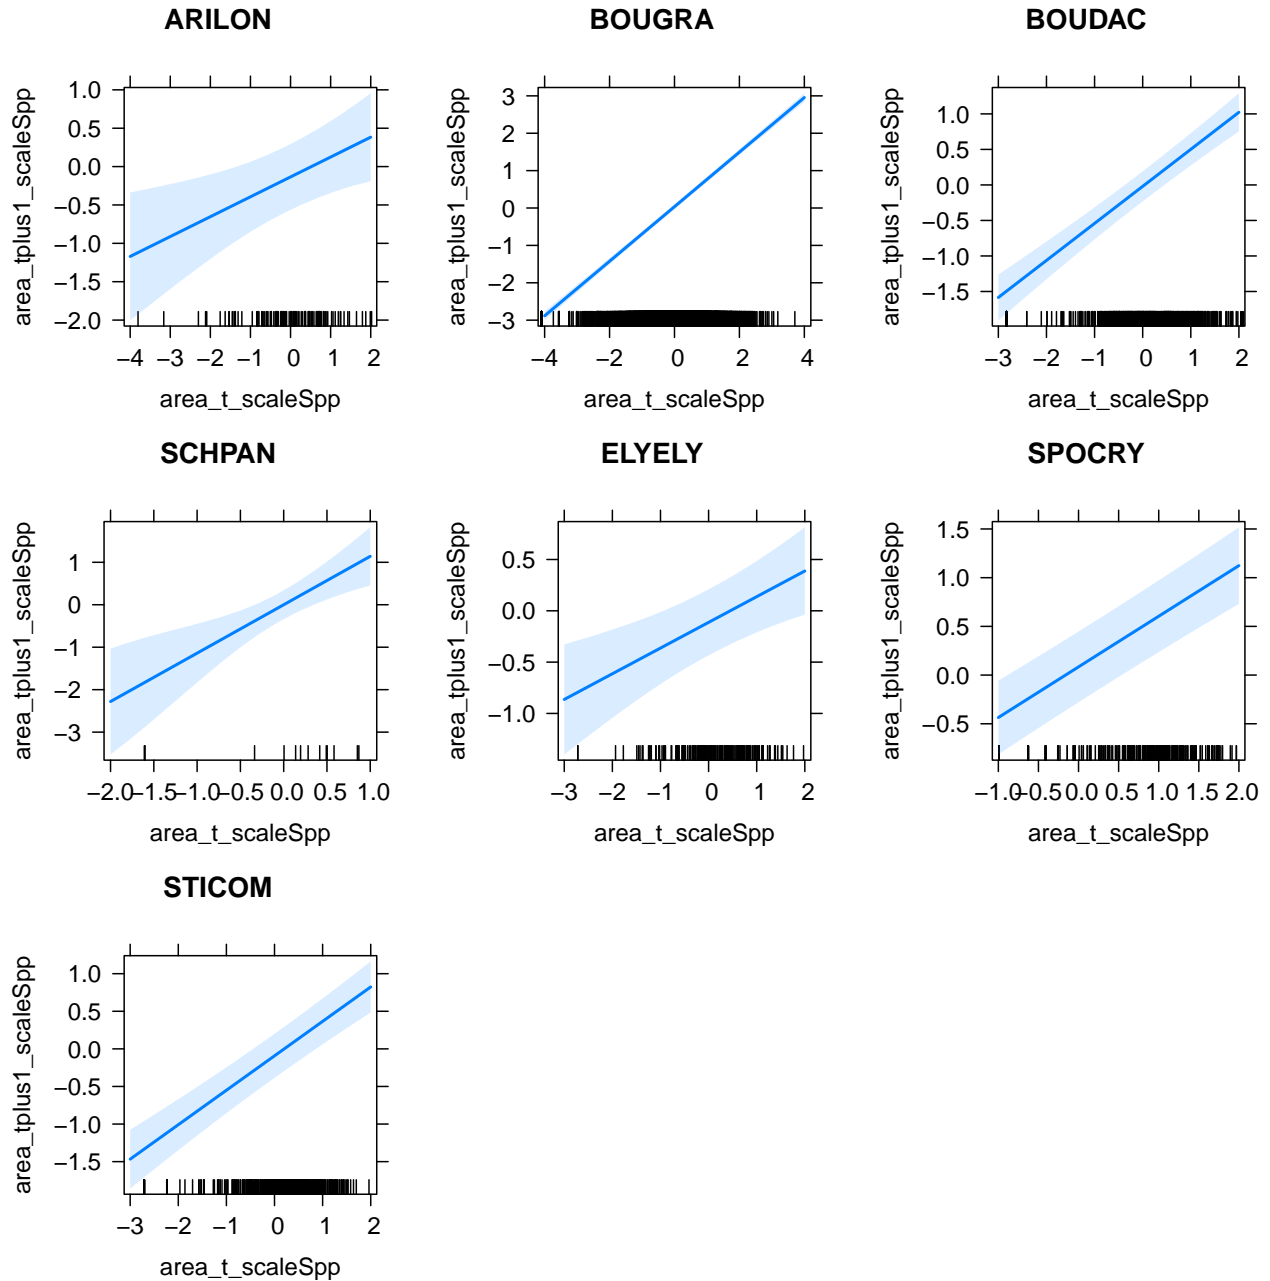 ARILON BOUGRA BOUDAC
area_tplus1_scaleSpp
1.0
0.5
0.0
−0.5
−1.0
−1.5
−2.0
−4 −3 −2 −1 0 1 2
area_t_scaleSpp
area_tplus1_scaleSpp
3
2
1
0
−1
−2
−3
−4 −2 0 2 4
area_t_scaleSpp
area_tplus1_scaleSpp
1.0
0.5
0.0
−0.5
−1.0
−1.5
−3 −2 −1 0 1 2
area_t_scaleSpp
SCHPAN ELYELY SPOCRY
area_tplus1_scaleSpp
1
0
−1
−2
−3
−2.0 −1.5 −1.0 −0.5 0.0 0.5 1.0
area_t_scaleSpp
area_tplus1_scaleSpp
0.5
0.0
−0.5
−1.0
−3 −2 −1 0 1 2
area_t_scaleSpp
area_tplus1_scaleSpp
1.5
1.0
0.5
0.0
−0.5
−1.0 −0.5 0.0 0.5 1.0 1.5 2.0
area_t_scaleSpp
STICOM
area_tplus1_scaleSpp
1.0
0.5
0.0
−0.5
−1.0
−1.5
−3 −2 −1 0 1 2
area_t_scaleSpp